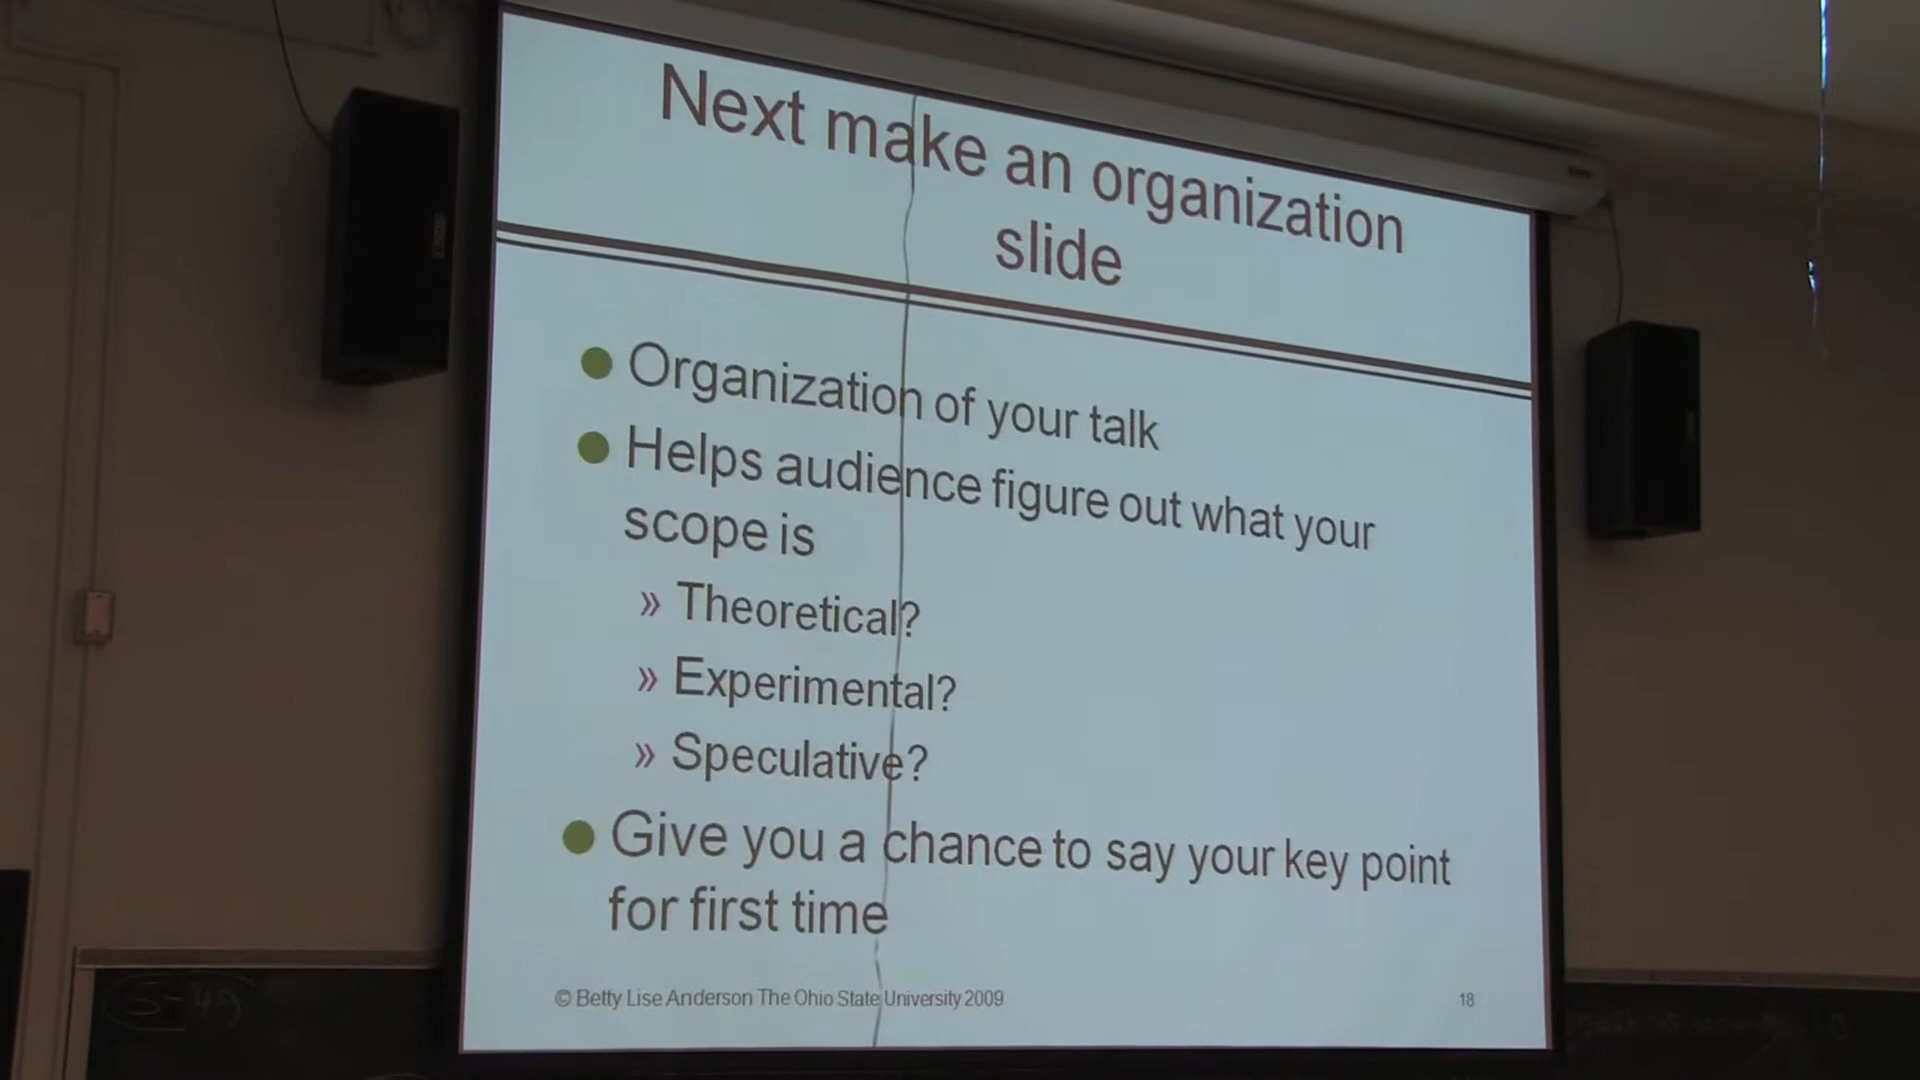 Next make an organization
slide
Organization of your talk
Helps audience figure out what your
scope is
» Theoretical?
» Experimental?
» Speculative?
Give you a chance to say your key point
for first time
© Betty Lise Anderson The Ohio State University 2009
18